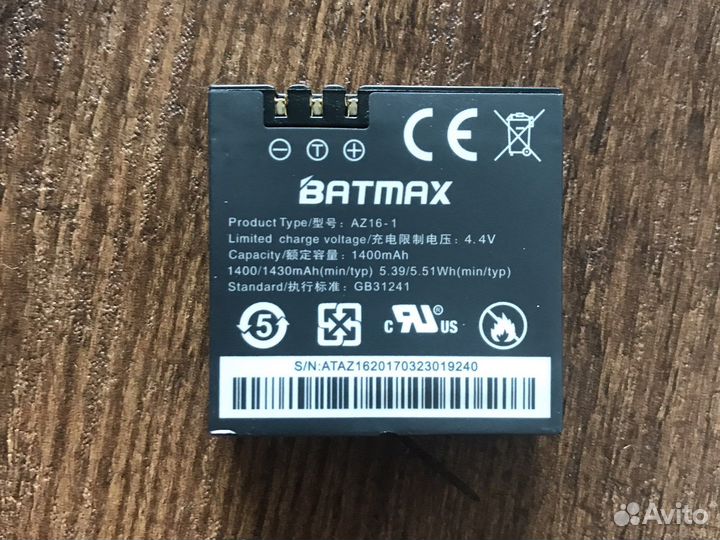 − T +
CE
BATMAX
Product Type/型号: AZ16-1
Limited charge voltage/充电限制电压: 4.4V
Capacity/额定容量: 1400mAh
1400/1430mAh(min/typ) 5.39/5.51Wh(min/typ)
Standard/执行标准: GB31241
5
c RU ® US
S/N:ATAZ1620170323019240
Avito